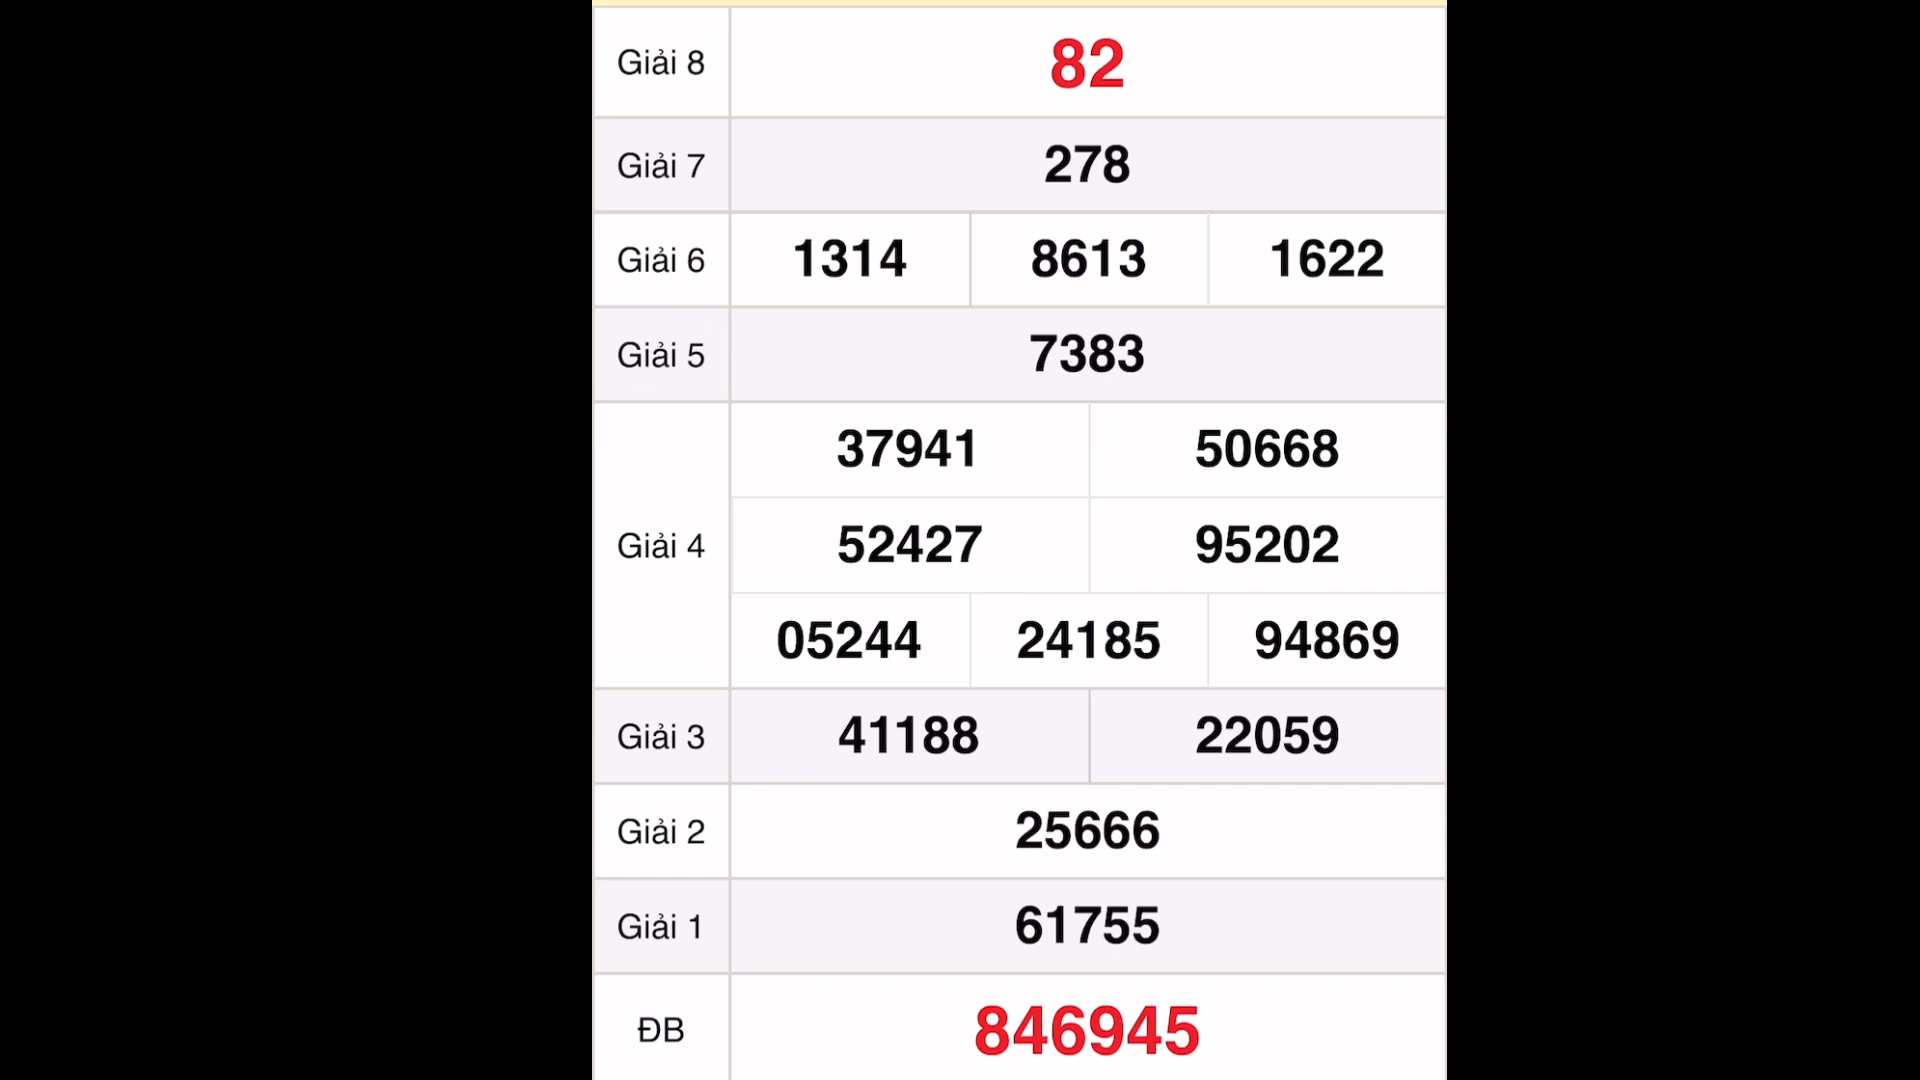 Giải 8 82
Giải 7 278
Giải 6 1314 8613 1622
Giải 5 7383
37941 50668
Giải 4 52427 95202
05244 24185 94869
Giải 3 41188 22059
Giải 2 25666
Giải 1 61755
ĐB 846945